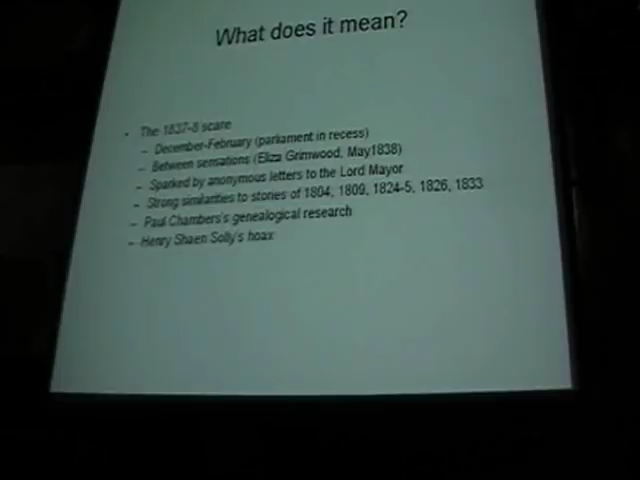 What does it mean?
• The 1837-8 scare
– December-February (parliament in recess)
– Between sensations (Eliza Grimwood, May1838)
– Sparked by anonymous letters to the Lord Mayor
– Strong similarities to stories of 1804, 1809, 1824-5, 1826, 1833
– Paul Chambers's genealogical research
– Henry Shaen Solly's hoax